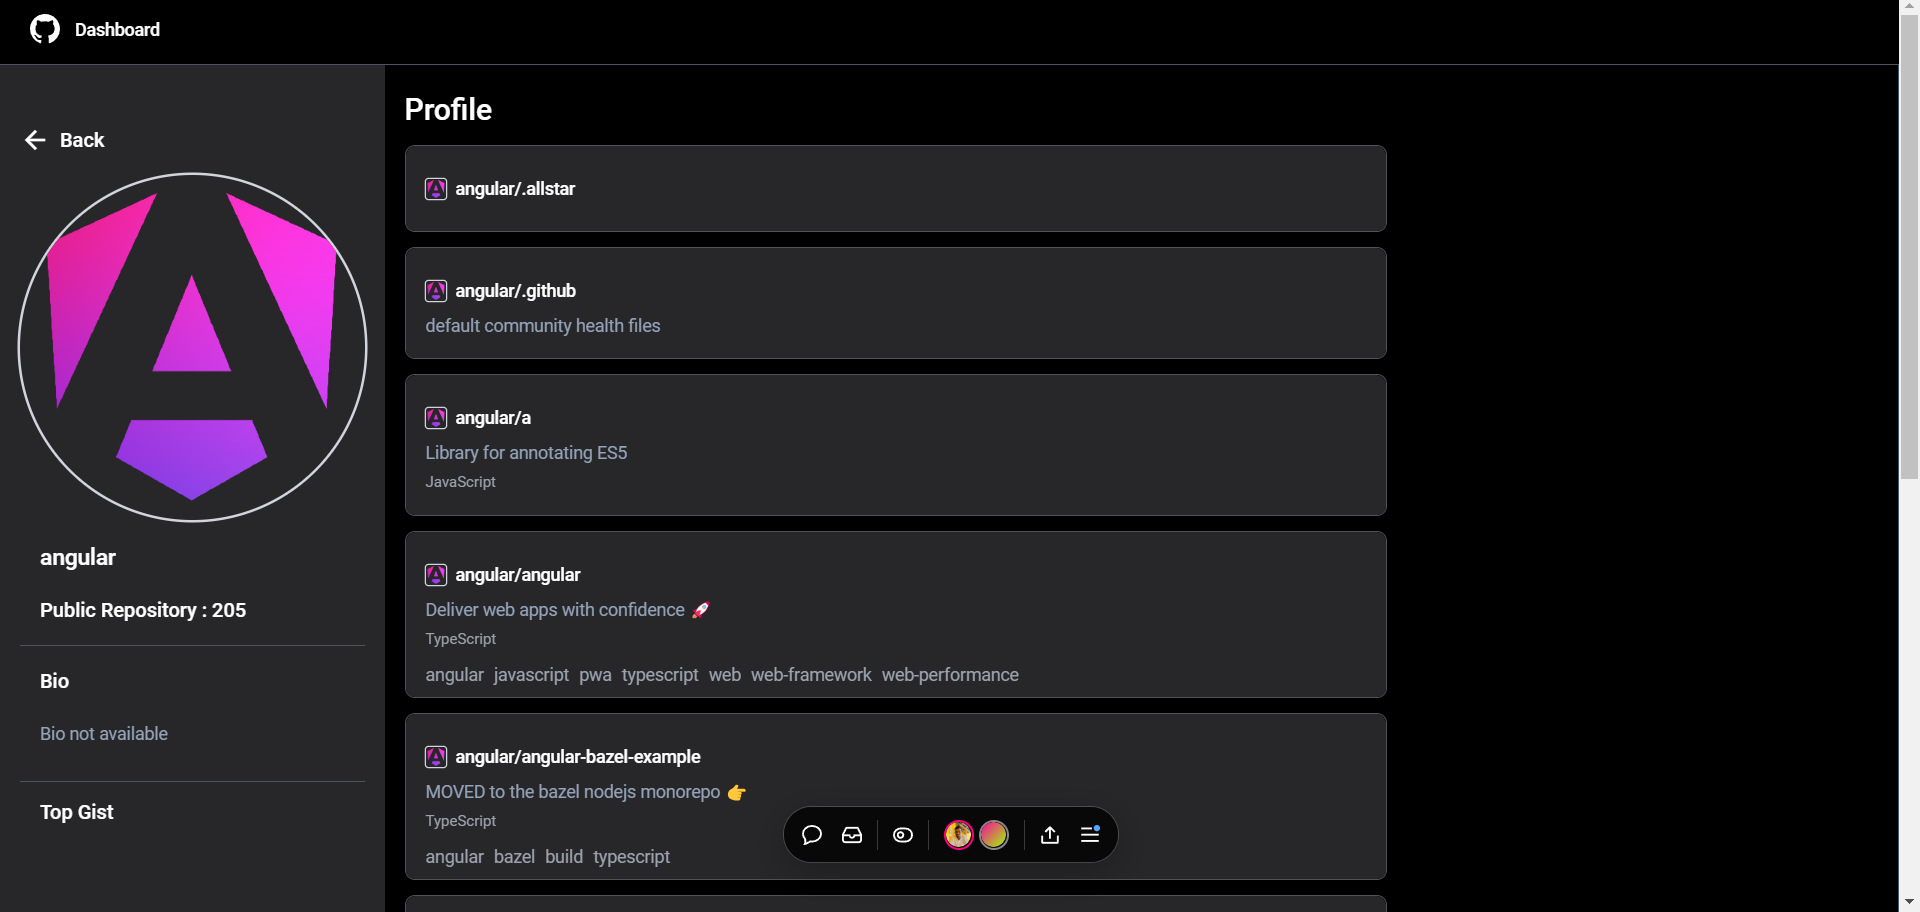 Dashboard
Back
angular
Public Repository : 205
Bio
Bio not available
Top Gist
Profile
angular/.allstar
angular/.github
default community health files
angular/a
Library for annotating ES5
JavaScript
angular/angular
Deliver web apps with confidence 🚀
TypeScript
angular javascript pwa typescript web web-framework web-performance
angular/angular-bazel-example
MOVED to the bazel nodejs monorepo 👉
TypeScript
angular bazel build typescript